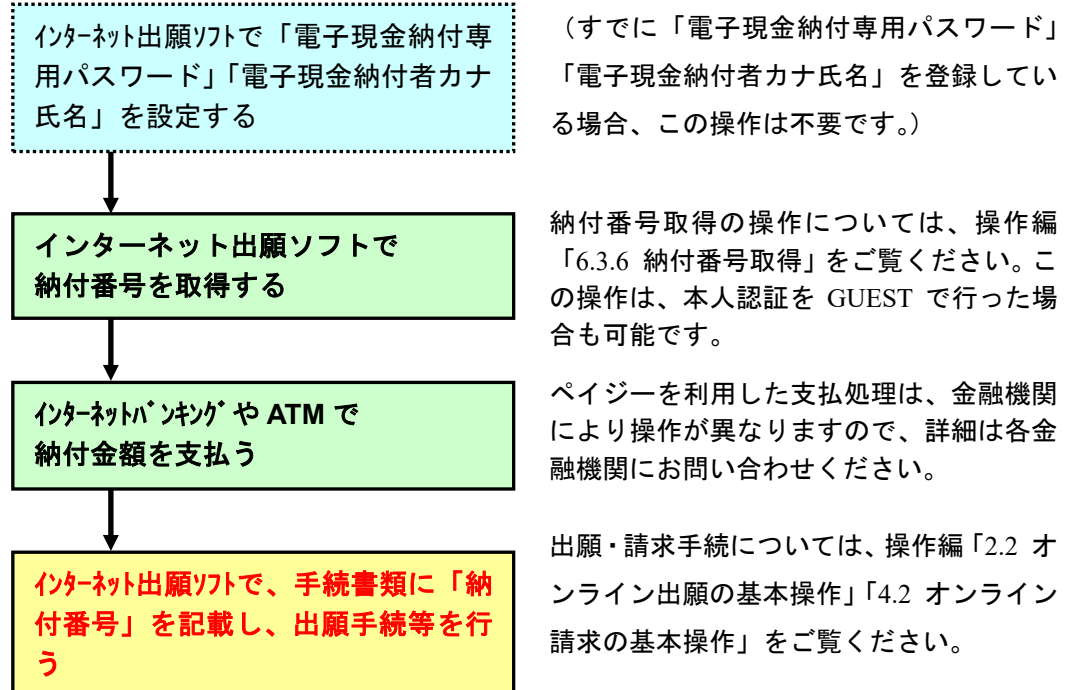 ｲﾝﾀｰﾈｯﾄ出願ｿﾌﾄで「電子現金納付専
用パスワード」「電子現金納付者カナ
氏名」を設定する
（すでに「電子現金納付専用パスワード」
「電子現金納付者カナ氏名」を登録してい
る場合、この操作は不要です。）
インターネット出願ソフトで
納付番号を取得する
納付番号取得の操作については、操作編
「6.3.6 納付番号取得」をご覧ください。こ
の操作は、本人認証を GUEST で行った場
合も可能です。
ｲﾝﾀｰﾈｯﾄﾊﾞﾝｷﾝｸﾞや ATM で
納付金額を支払う
ペイジーを利用した支払処理は、金融機関
により操作が異なりますので、詳細は各金
融機関にお問い合わせください。
ｲﾝﾀｰﾈｯﾄ出願ｿﾌﾄで、手続書類に「納
付番号」を記載し、出願手続等を行
う
出願・請求手続については、操作編「2.2 オ
ンライン出願の基本操作」「4.2 オンライン
請求の基本操作」をご覧ください。